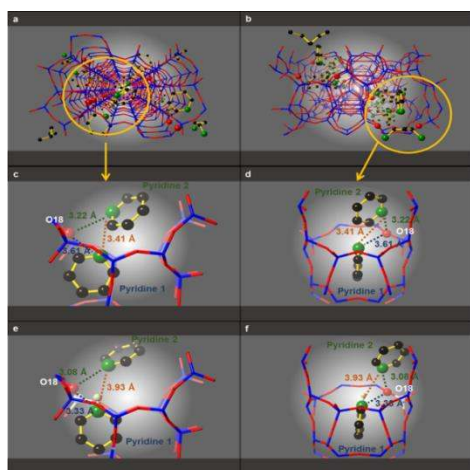 a
b
c
3.22 Å
Pyridine 2
O18
3.41 Å
3.61 Å
Pyridine 1
d
Pyridine 2
3.22 Å
3.41 Å
O18
3.61 Å
Pyridine 1
e
Pyridine 2
3.08 Å
O18
3.93 Å
3.33 Å
Pyridine 1
f
Pyridine 2
3.93 Å
3.08 Å
O18
Pyridine 1